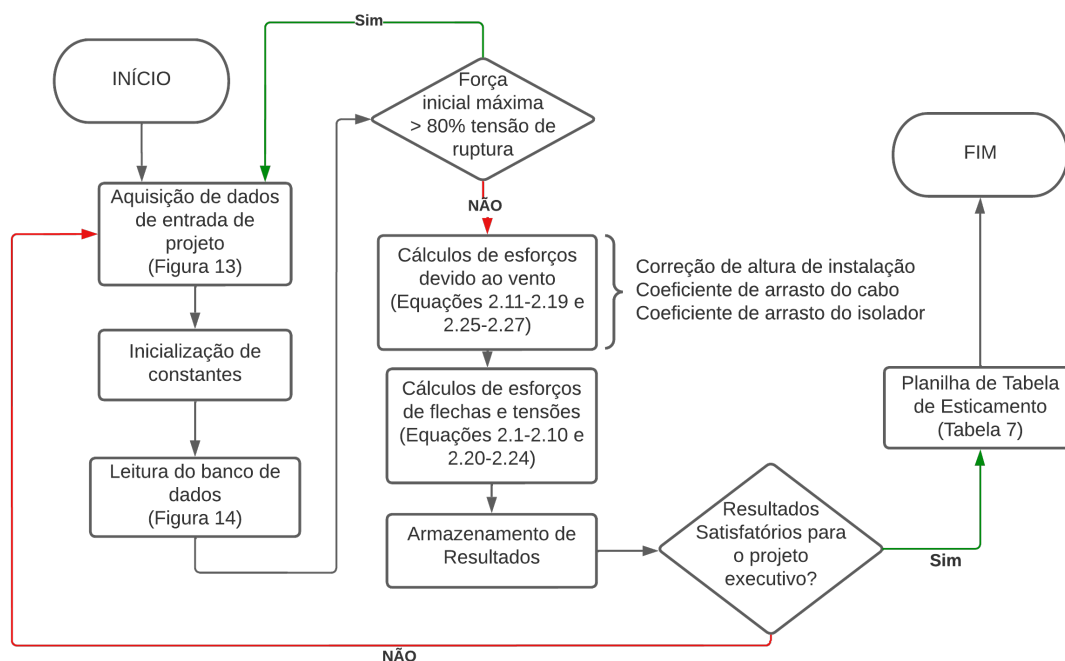 INÍCIO
Aquisição de dados
de entrada de
projeto
(Figura 13)
Inicialização de
constantes
Leitura do banco de
dados
(Figura 14)
Sim
Força
inicial máxima
> 80% tensão de
ruptura
NÃO
Cálculos de esforços
devido ao vento
(Equações 2.11-2.19 e
2.25-2.27)
Correção de altura de instalação
Coeficiente de arrasto do cabo
Coeficiente de arrasto do isolador
Cálculos de esforços
de flechas e tensões
(Equações 2.1-2.10 e
2.20-2.24)
Armazenamento de
Resultados
Resultados
Satisfatórios para
o projeto
executivo?
Sim
NÃO
Planilha de Tabela
de Esticamento
(Tabela 7)
FIM